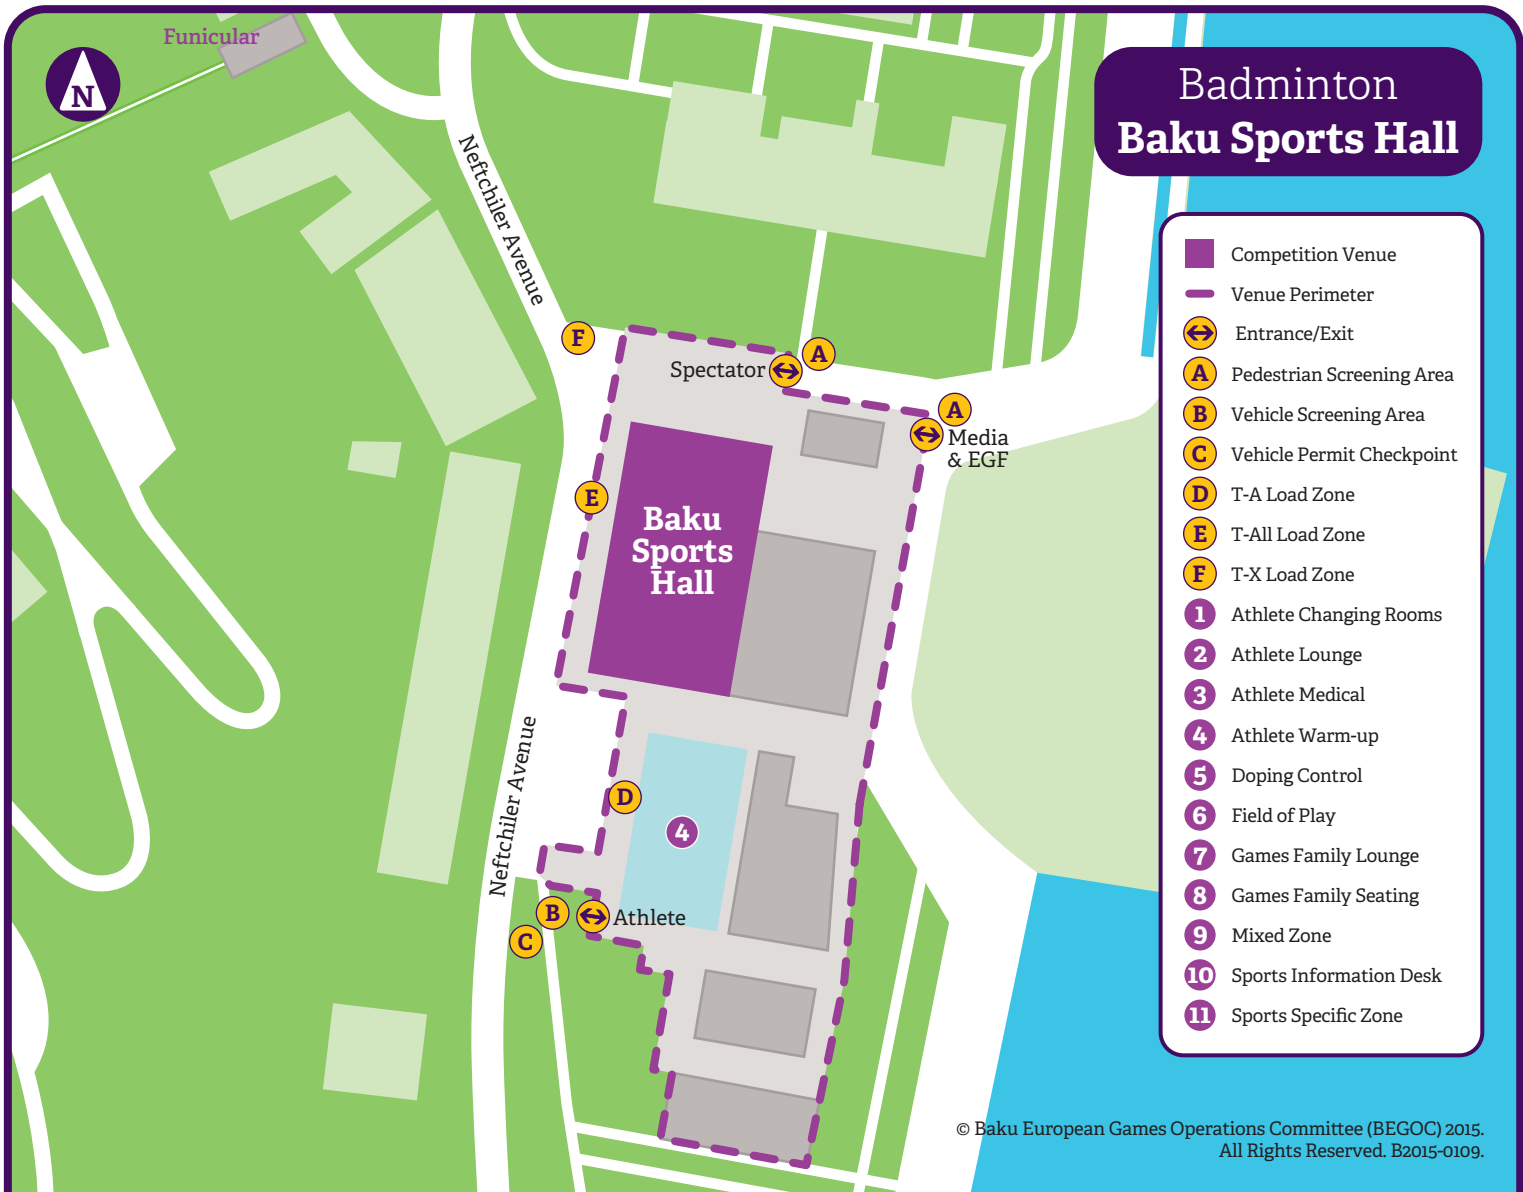 Funicular
N
Badminton
Baku Sports Hall
Neftchiler Avenue
F
A
Spectator
A
Media
& EGF
E
Baku
Sports
Hall
Neftchiler Avenue
D
4
B
Athlete
C
Competition Venue
Venue Perimeter
Entrance/Exit
A Pedestrian Screening Area
B Vehicle Screening Area
C Vehicle Permit Checkpoint
D T-A Load Zone
E T-All Load Zone
F T-X Load Zone
1 Athlete Changing Rooms
2 Athlete Lounge
3 Athlete Medical
4 Athlete Warm-up
5 Doping Control
6 Field of Play
7 Games Family Lounge
8 Games Family Seating
9 Mixed Zone
10 Sports Information Desk
11 Sports Specific Zone
© Baku European Games Operations Committee (BEGOC) 2015.
All Rights Reserved. B2015-0109.